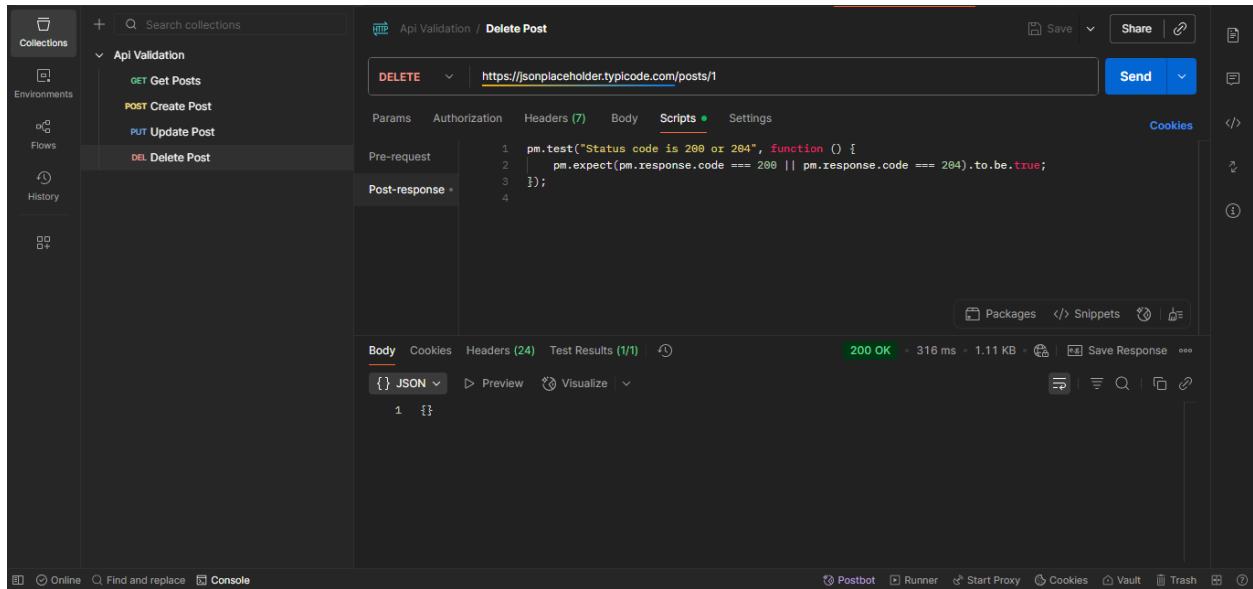 Collections
Environments
Flows
History
+ Search collections
Api Validation
GET Get Posts
POST Create Post
PUT Update Post
DEL Delete Post
HTTP Api Validation / Delete Post
Save Share
DELETE https://jsonplaceholder.typicode.com/posts/1 Send
Params Authorization Headers (7) Body Scripts Settings Cookies
Pre-request
Post-response
1 pm.test("Status code is 200 or 204", function () {
2 pm.expect(pm.response.code === 200 || pm.response.code === 204).to.be.true;
3 });
4
Packages </> Snippets
Body Cookies Headers (24) Test Results (1/1) 200 OK 316 ms 1.11 KB Save Response
{} JSON Preview Visualize
1 {}
Online Find and replace Console Postbot Runner Start Proxy Cookies Vault Trash